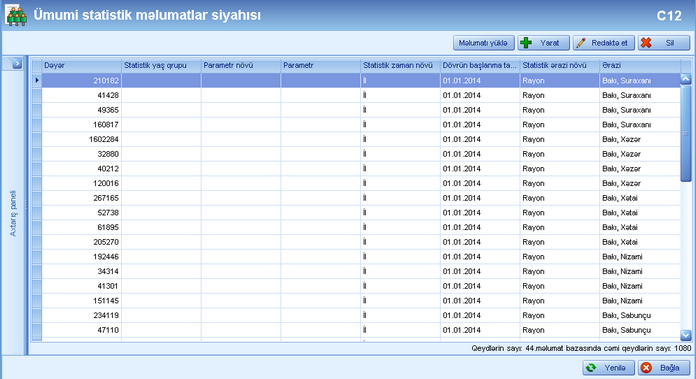 Ümumi statistik məlumatlar siyahısı C12
Məlumatı yüklə Yarat Redaktə et Sil
Dəyər Statistik yaş qrupu Parametr növü Parametr Statistik zaman növü Dövrün başlanma ta... Statistik ərazi növü Ərazi
210182 İl 01.01.2014 Rayon Bakı, Suraxanı
41428 İl 01.01.2014 Rayon Bakı, Suraxanı
49365 İl 01.01.2014 Rayon Bakı, Suraxanı
160817 İl 01.01.2014 Rayon Bakı, Suraxanı
1602284 İl 01.01.2014 Rayon Bakı, Xəzər
32880 İl 01.01.2014 Rayon Bakı, Xəzər
40212 İl 01.01.2014 Rayon Bakı, Xəzər
120016 İl 01.01.2014 Rayon Bakı, Xəzər
267165 İl 01.01.2014 Rayon Bakı, Xətai
52738 İl 01.01.2014 Rayon Bakı, Xətai
61895 İl 01.01.2014 Rayon Bakı, Xətai
205270 İl 01.01.2014 Rayon Bakı, Xətai
192446 İl 01.01.2014 Rayon Bakı, Nizami
34314 İl 01.01.2014 Rayon Bakı, Nizami
41301 İl 01.01.2014 Rayon Bakı, Nizami
151145 İl 01.01.2014 Rayon Bakı, Nizami
234119 İl 01.01.2014 Rayon Bakı, Sabunçu
47110 İl 01.01.2014 Rayon Bakı, Sabunçu
Axtarış paneli
Qeydlərin sayı: 44.məlumat bazasında cəmi qeydlərin sayı: 1080
Yenilə Bağla